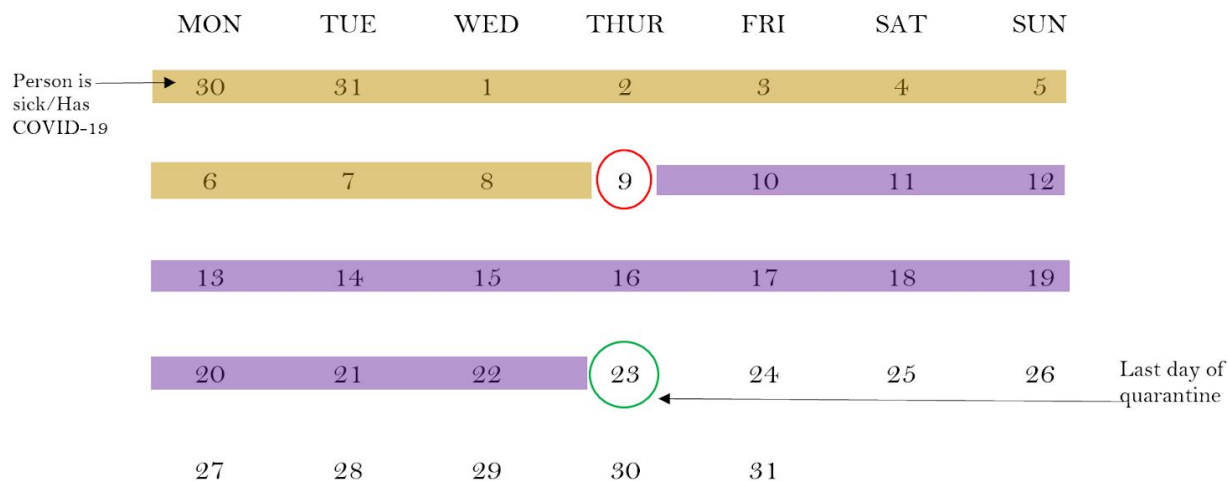 MON TUE WED THUR FRI SAT SUN
Person is
sick/Has
COVID-19
30 31 1 2 3 4 5
6 7 8 9 10 11 12
13 14 15 16 17 18 19
20 21 22 23 24 25 26
Last day of
quarantine
27 28 29 30 31